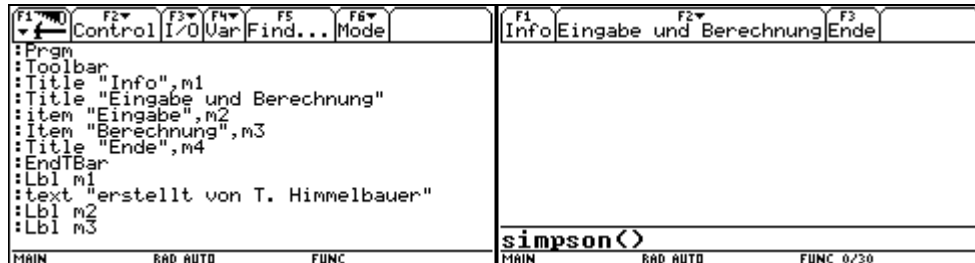 F1▼ F2▼ F3▼ F4▼ F5 F6▼
Control I/O Var Find... Mode
:Prgm
:Toolbar
:Title "Info",m1
:Title "Eingabe und Berechnung"
:item "Eingabe",m2
:Item "Berechnung",m3
:Title "Ende",m4
:EndTBar
:Lbl m1
:text "erstellt von T. Himmelbauer"
:Lbl m2
:Lbl m3
MAIN RAD AUTO FUNC
F1 F2▼ F3
Info Eingabe und Berechnung Ende
simpson()
MAIN RAD AUTO FUNC 0/30